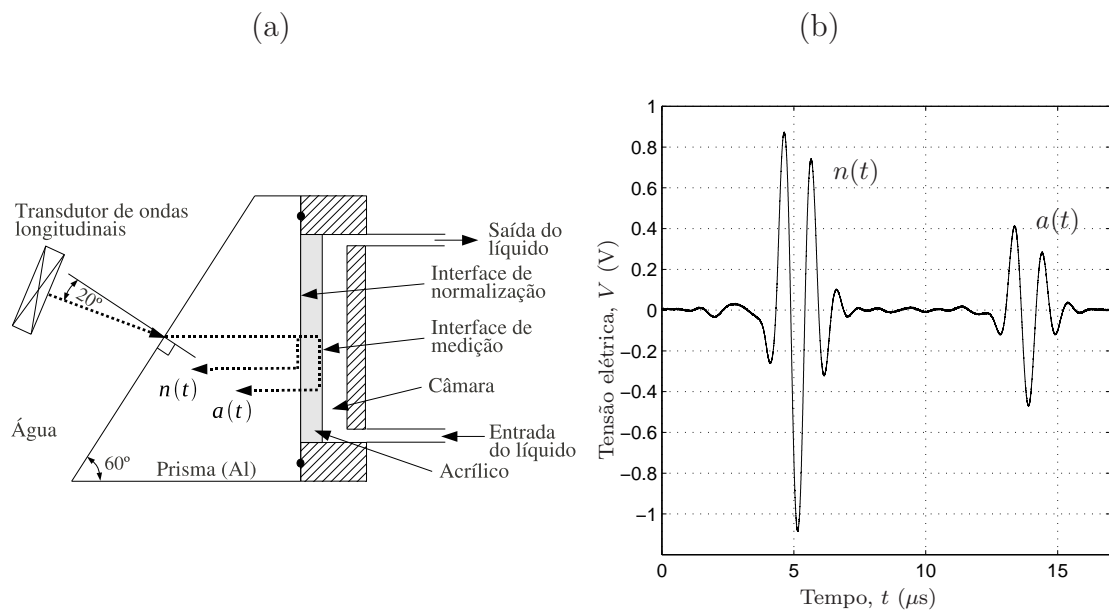 (a)
Transdutor de ondas
longitudinais
20º
n(t)
a(t)
Água
60º
Prisma (Al)
Saída do
líquido
Interface de
normalização
Interface de
medição
Câmara
Entrada
do líquido
Acrílico
(b)
Tensão elétrica, V (V)
1
0.8
0.6
0.4
0.2
0
−0.2
−0.4
−0.6
−0.8
−1
n(t)
a(t)
0
5
10
15
Tempo, t (μs)